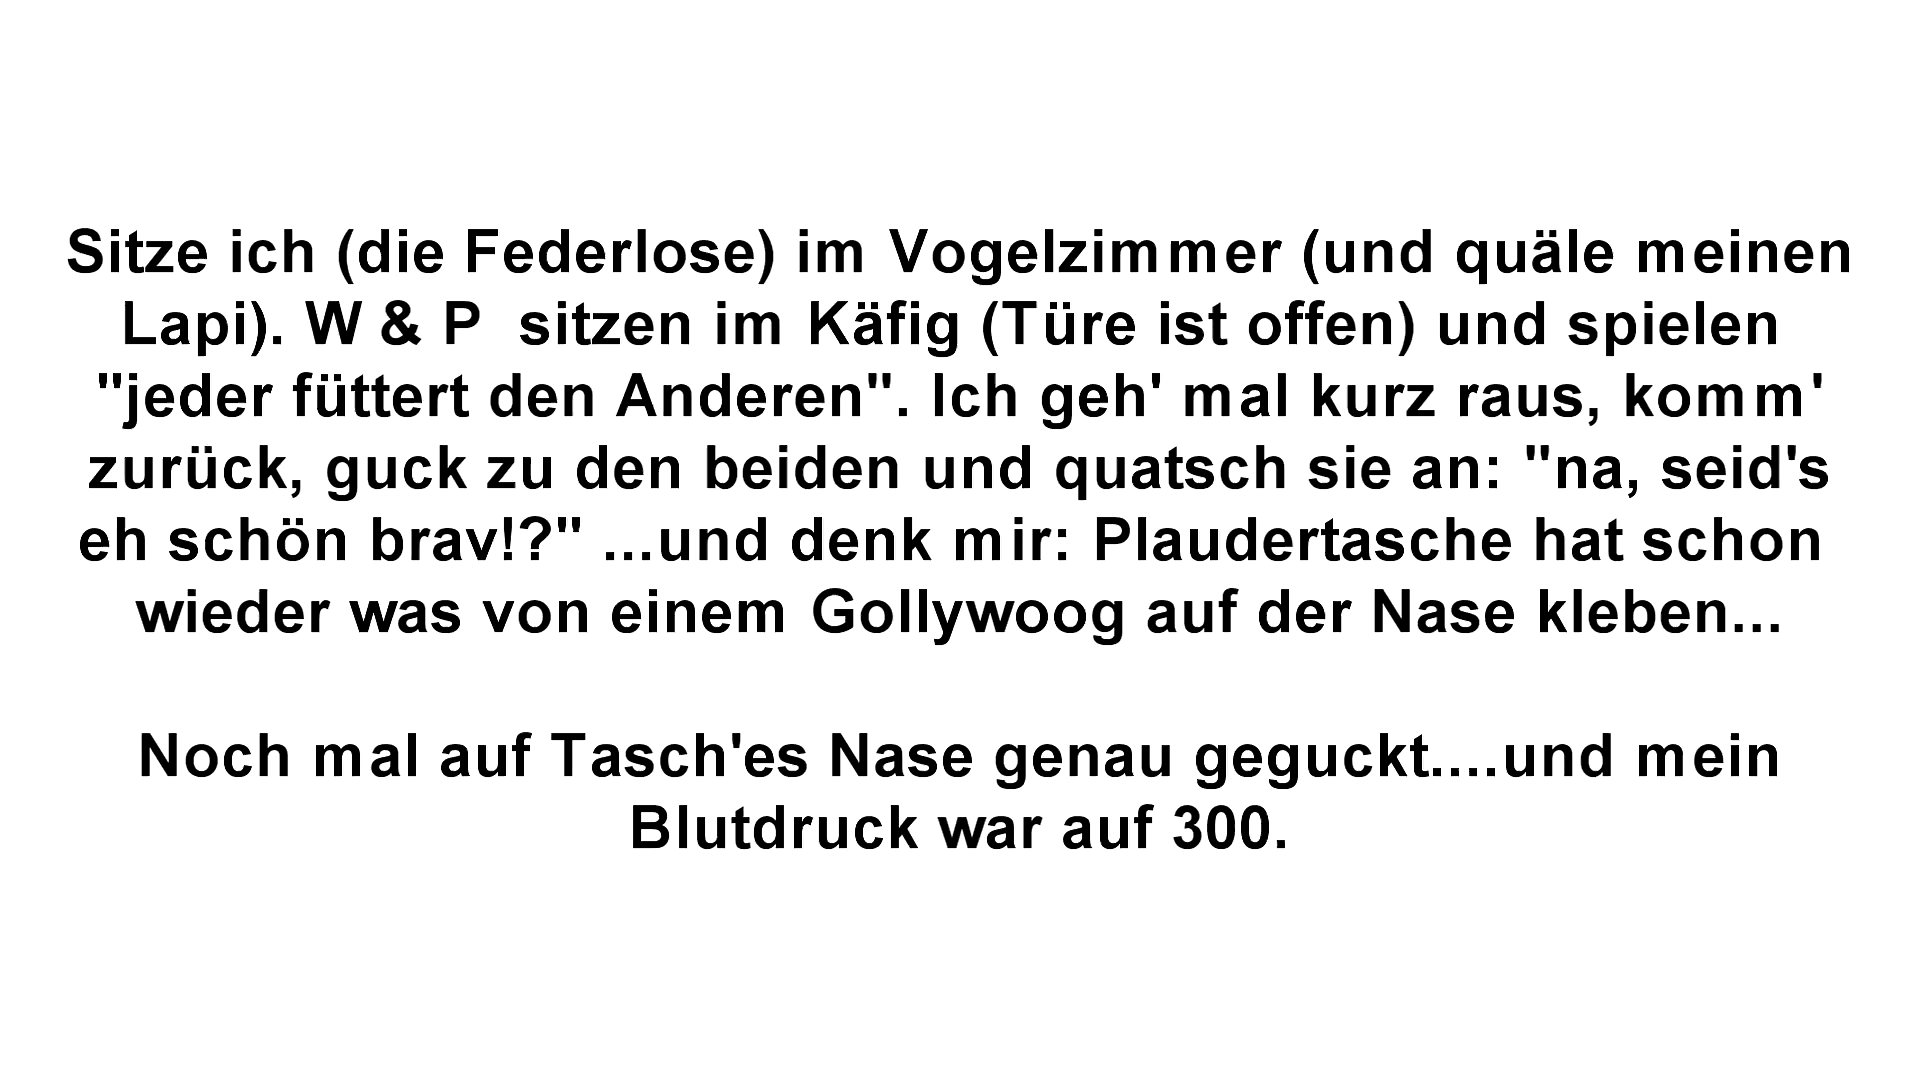 Sitze ich (die Federlose) im Vogelzimmer (und quäle meinen
Lapi). W & P  sitzen im Käfig (Türe ist offen) und spielen
"jeder füttert den Anderen". Ich geh' mal kurz raus, komm'
zurück, guck zu den beiden und quatsch sie an: "na, seid's
eh schön brav!?" ...und denk mir: Plaudertasche hat schon
wieder was von einem Gollywoog auf der Nase kleben...

Noch mal auf Tasch'es Nase genau geguckt....und mein
Blutdruck war auf 300.